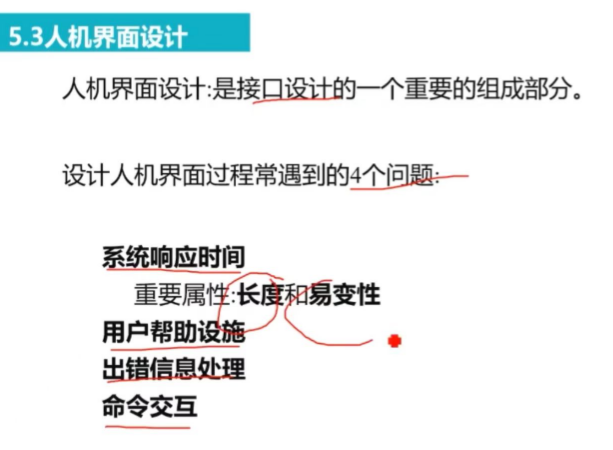 5.3人机界面设计
人机界面设计:是接口设计的一个重要的组成部分。
设计人机界面过程常遇到的4个问题:
系统响应时间
重要属性:长度和易变性
用户帮助设施
出错信息处理
命令交互